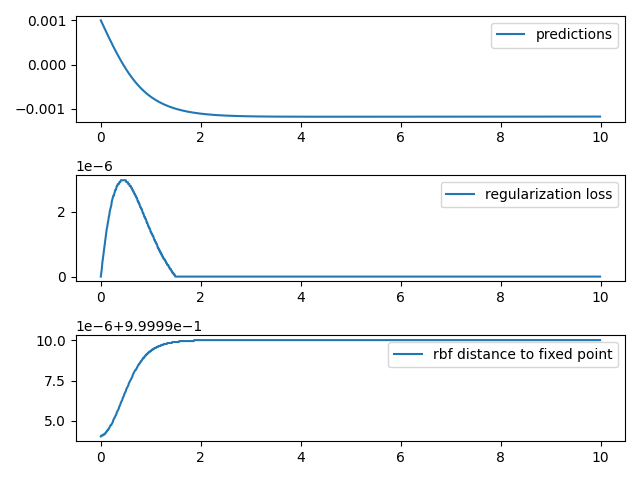 0.001
0.000
−0.001
predictions
0 2 4 6 8 10
1e−6
2
0
regularization loss
0 2 4 6 8 10
1e−6+9.9999e−1
10.0
7.5
5.0
rbf distance to fixed point
0 2 4 6 8 10